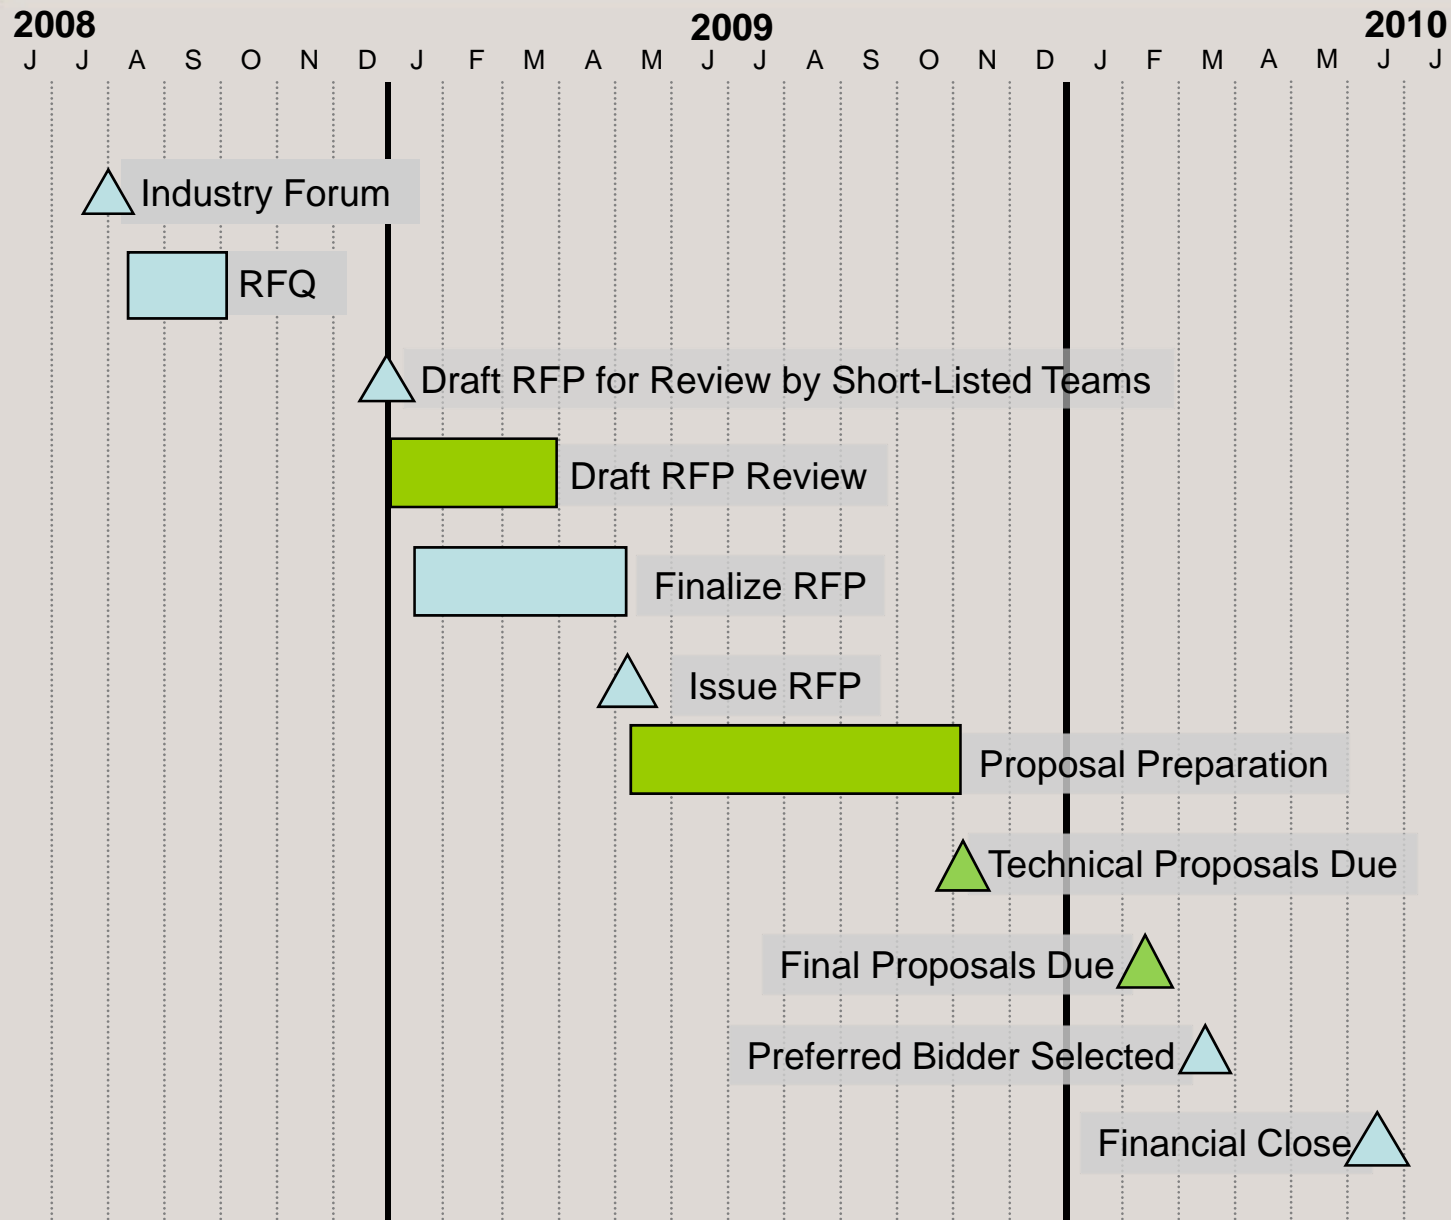 2008 2009 2010
J J A S O N D J F M A M J J A S O N D J F M A M J J
Industry Forum
RFQ
Draft RFP for Review by Short-Listed Teams
Draft RFP Review
Finalize RFP
Issue RFP
Proposal Preparation
Technical Proposals Due
Final Proposals Due
Preferred Bidder Selected
Financial Close